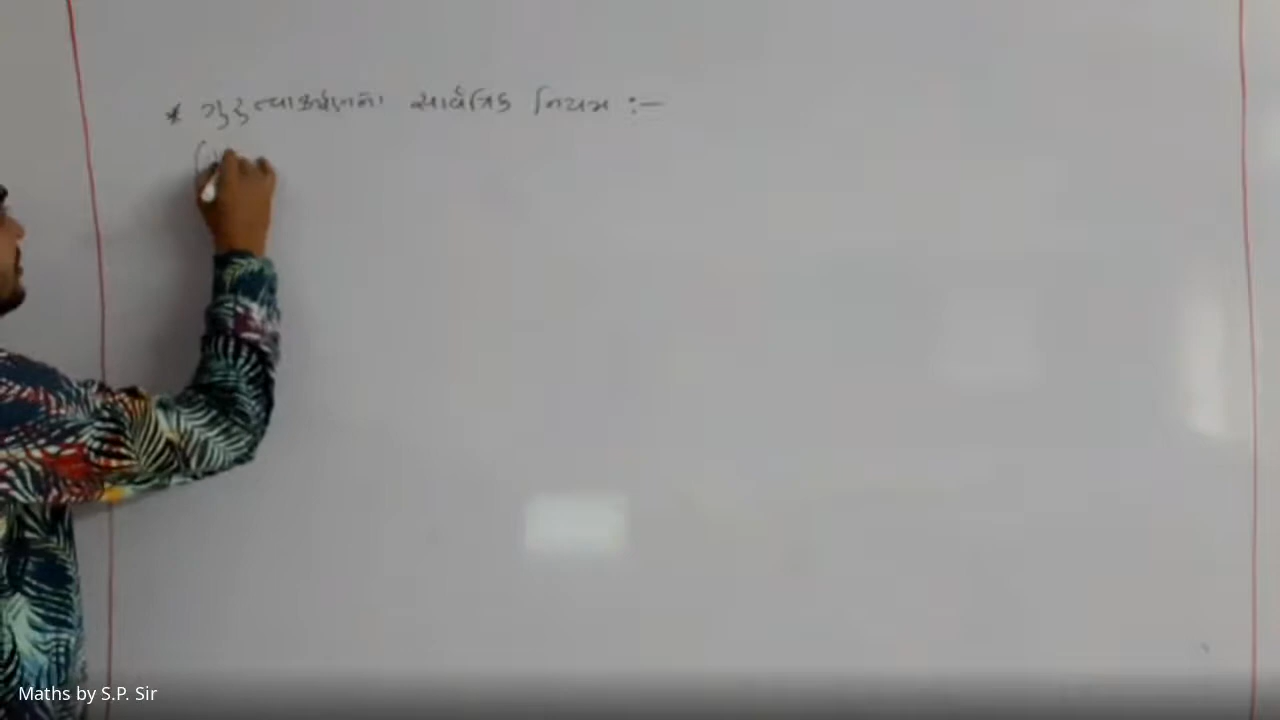 * ગુરુત્વાકર્ષણનો સાર્વત્રિક નિયમ :-
Maths by S.P. Sir